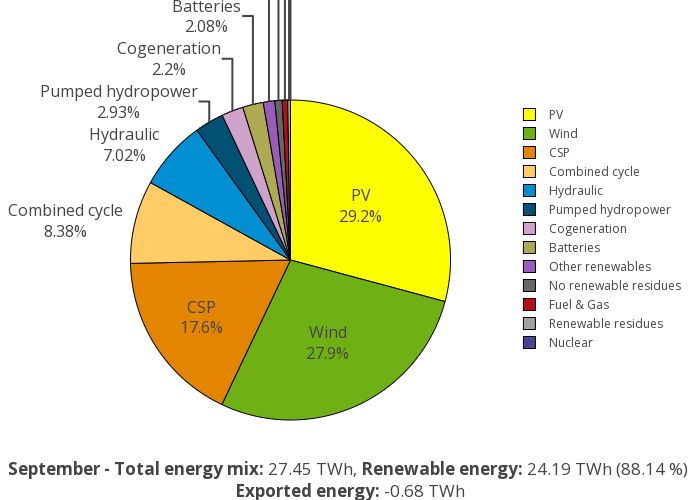 Batteries
2.08%
Cogeneration
2.2%
Pumped hydropower
2.93%
Hydraulic
7.02%
Combined cycle
8.38%
CSP
17.6%
Wind
27.9%
PV
29.2%
PV
Wind
CSP
Combined cycle
Hydraulic
Pumped hydropower
Cogeneration
Batteries
Other renewables
No renewable residues
Fuel & Gas
Renewable residues
Nuclear
September - Total energy mix: 27.45 TWh, Renewable energy: 24.19 TWh (88.14 %)
Exported energy: -0.68 TWh